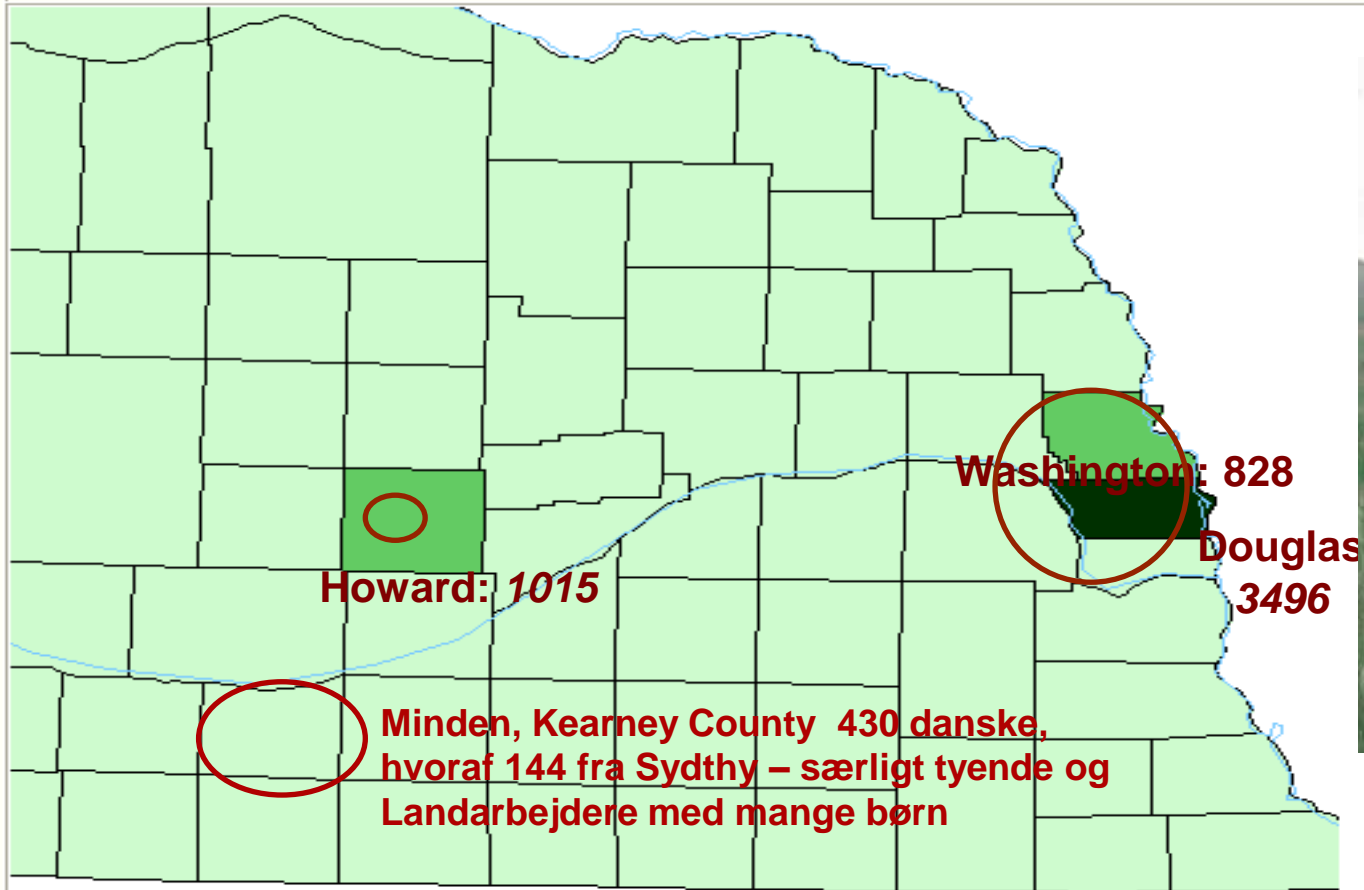 Washington: 828
Douglas
3496
Howard: 1015
Minden, Kearney County 430 danske,
hvoraf 144 fra Sydthy – særligt tyende og
Landarbejdere med mange børn